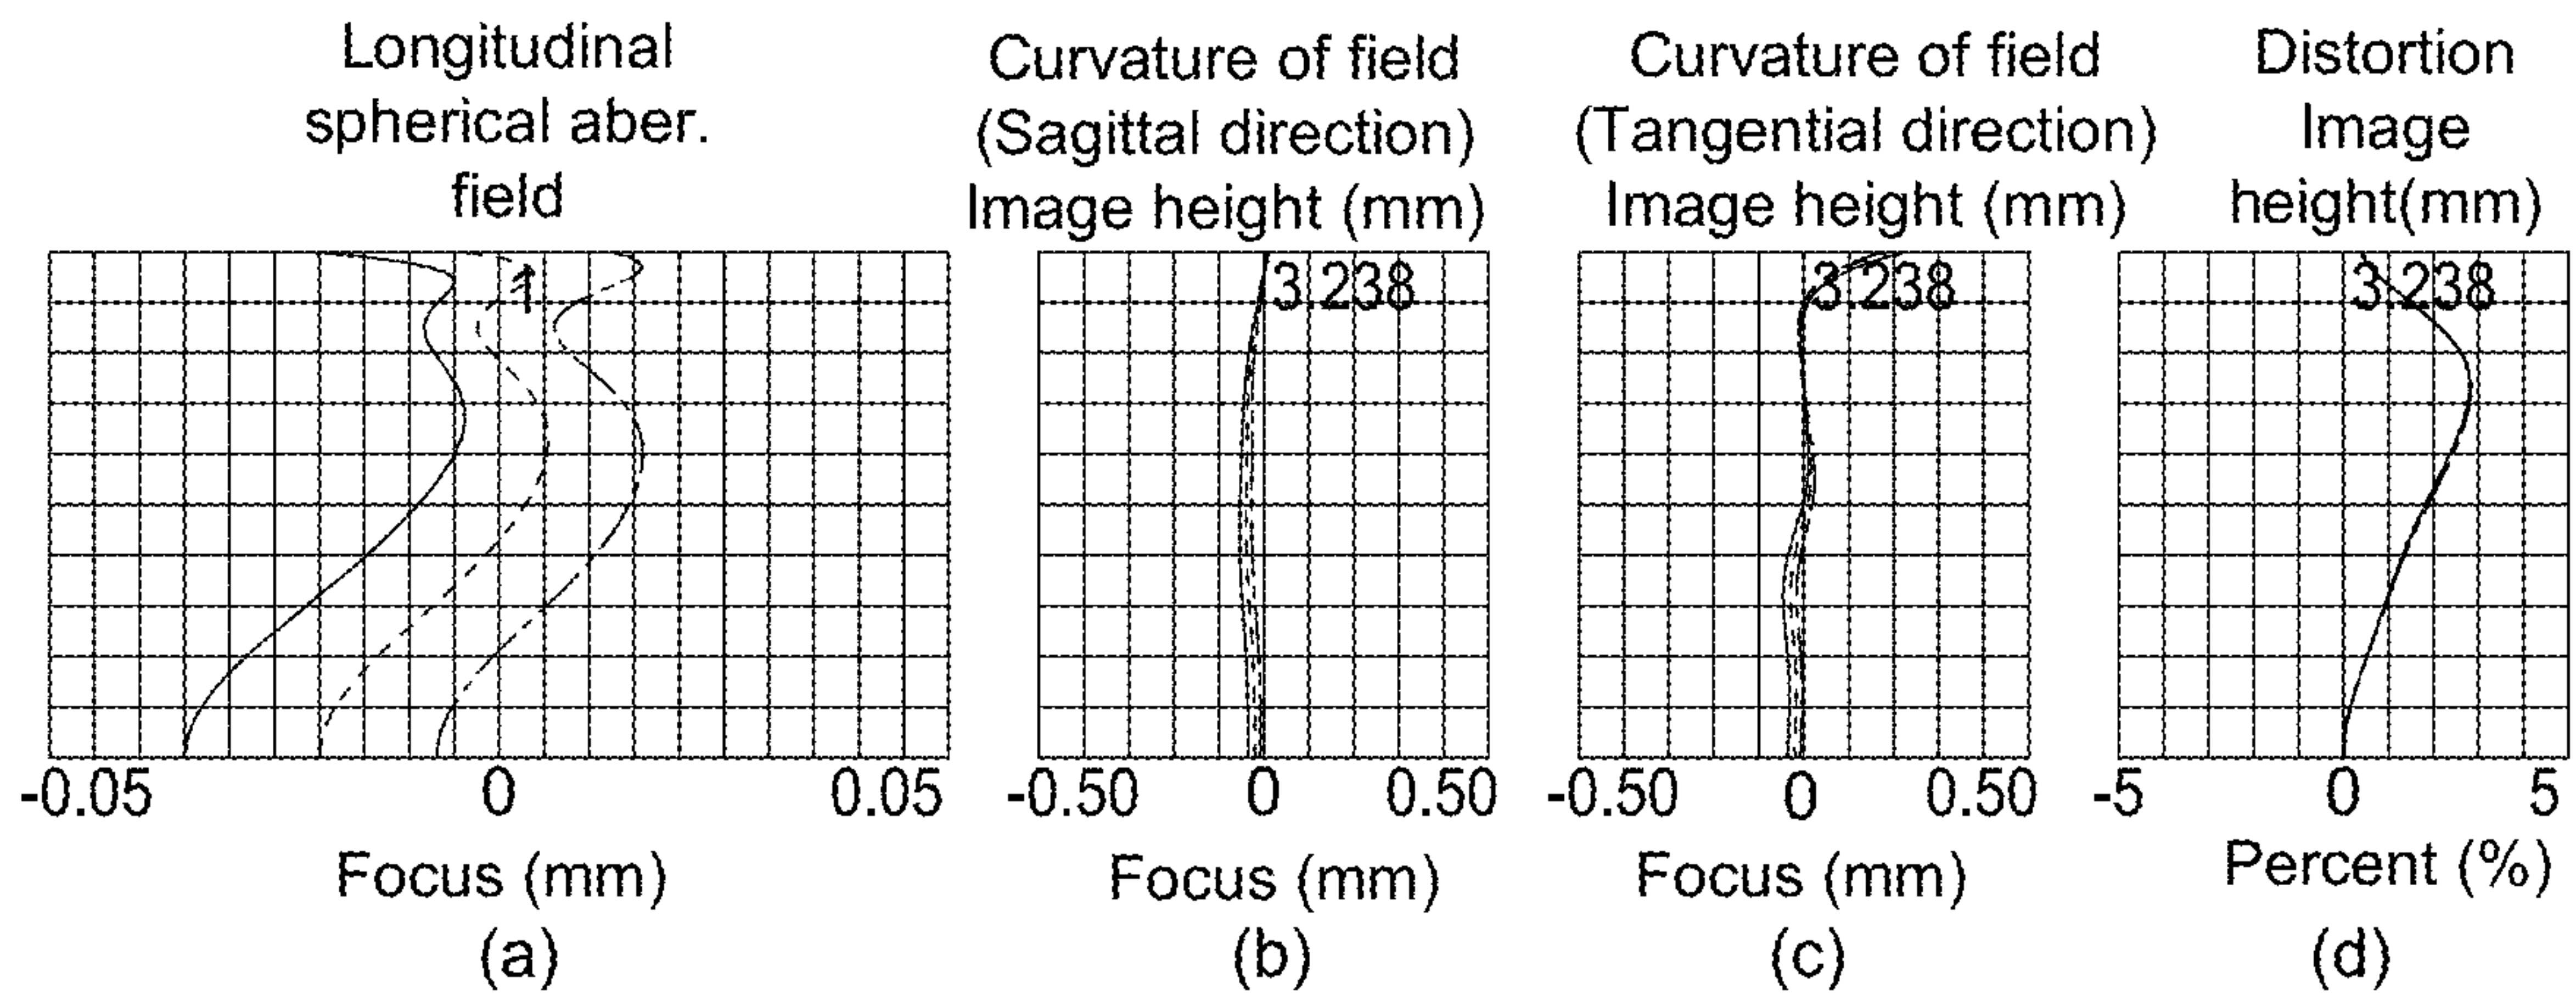 Longitudinal
spherical aber.
field
1
-0.05 0 0.05
Focus (mm)
(a)
Curvature of field
(Sagittal direction)
Image height (mm)
3.238
-0.50 0 0.50
Focus (mm)
(b)
Curvature of field
(Tangential direction)
Image height (mm)
3.238
-0.50 0 0.50
Focus (mm)
(c)
Distortion
Image
height(mm)
3.238
-5 0 5
Percent (%)
(d)